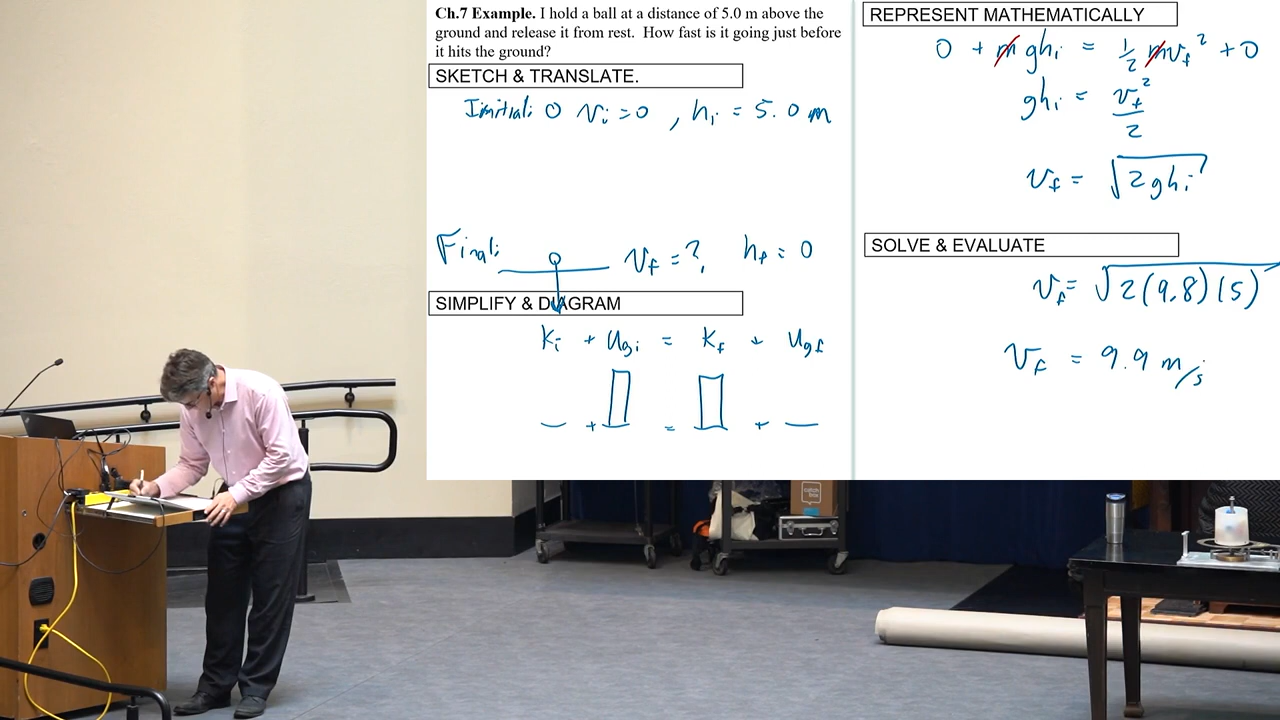 Ch.7 Example. I hold a ball at a distance of 5.0 m above the
ground and release it from rest. How fast is it going just before
it hits the ground?
SKETCH & TRANSLATE.
Initial: v_i = 0 , h_i = 5.0 m
Final: v_f = ? h_f = 0
SIMPLIFY & DIAGRAM
K_i + U_gi = K_f + U_gf
+ = +
REPRESENT MATHEMATICALLY
0 + mgh_i = 1/2 mv_f² + 0
gh_i = v_f²/2
v_f = √2gh_i
SOLVE & EVALUATE
v_f = √2(9.8)(5)
v_f = 9.9 m/s
catch
box